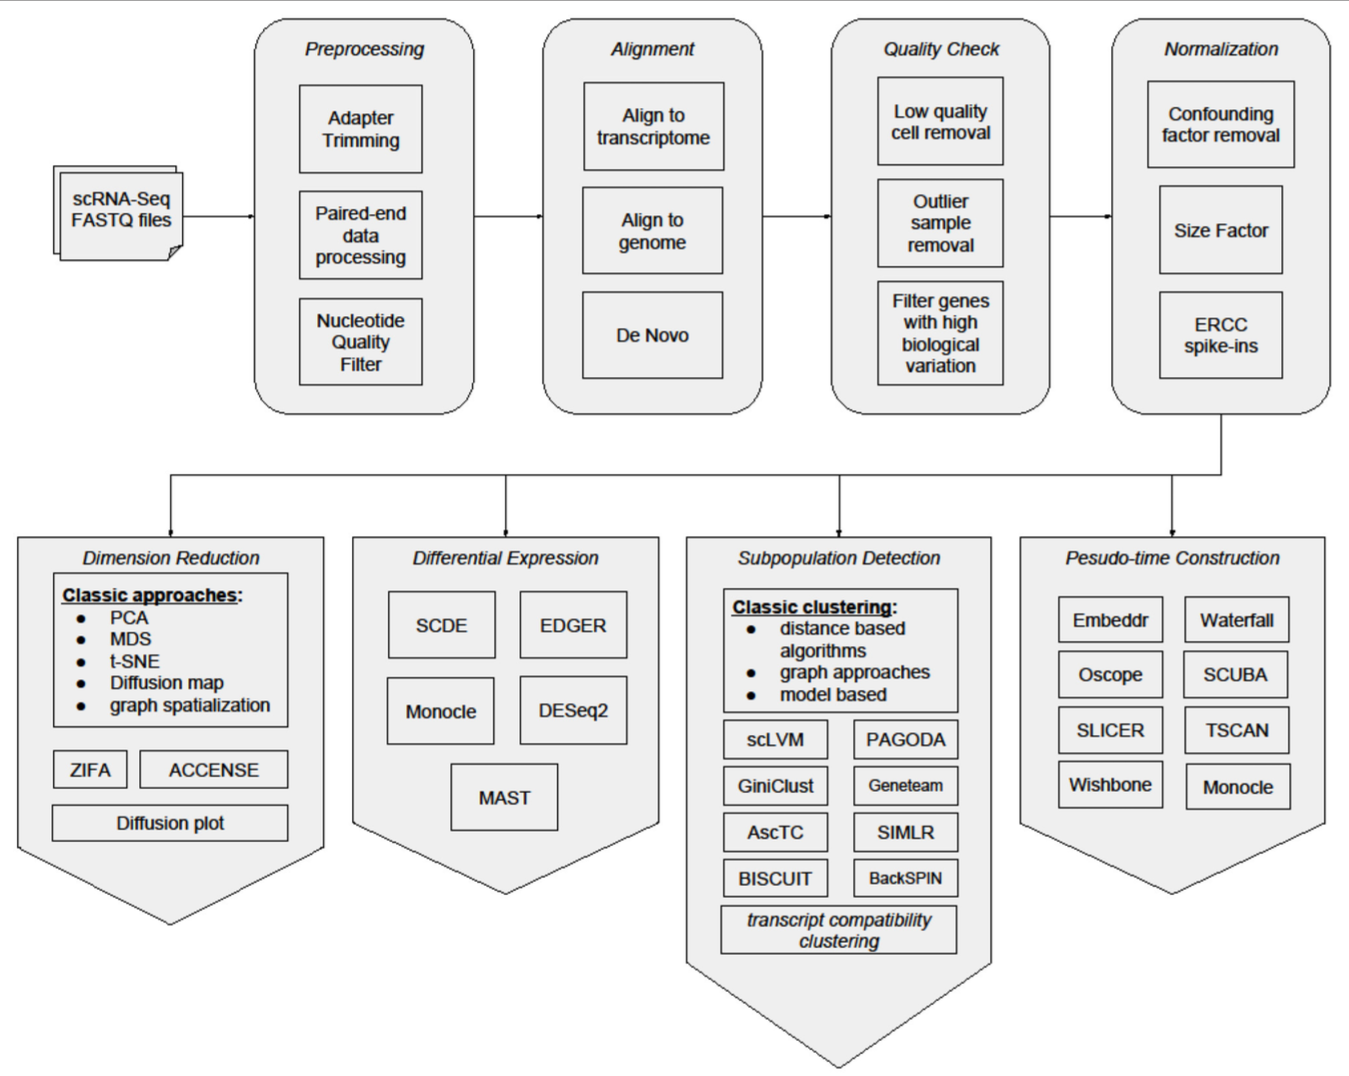 scRNA-Seq
FASTQ files
Preprocessing
Adapter
Trimming
Paired-end
data
processing
Nucleotide
Quality
Filter
Alignment
Align to
transcriptome
Align to
genome
De Novo
Quality Check
Low quality
cell removal
Outlier
sample
removal
Filter genes
with high
biological
variation
Normalization
Confounding
factor removal
Size Factor
ERCC
spike-ins
Dimension Reduction
Classic approaches:
● PCA
● MDS
● t-SNE
● Diffusion map
● graph spatialization
ZIFA
ACCENSE
Diffusion plot
Differential Expression
SCDE
EDGER
Monocle
DESeq2
MAST
Subpopulation Detection
Classic clustering:
● distance based
algorithms
● graph approaches
● model based
scLVM
PAGODA
GiniClust
Geneteam
AscTC
SIMLR
BISCUIT
BackSPIN
transcript compatibility
clustering
Pesudo-time Construction
Embeddr
Waterfall
Oscope
SCUBA
SLICER
TSCAN
Wishbone
Monocle